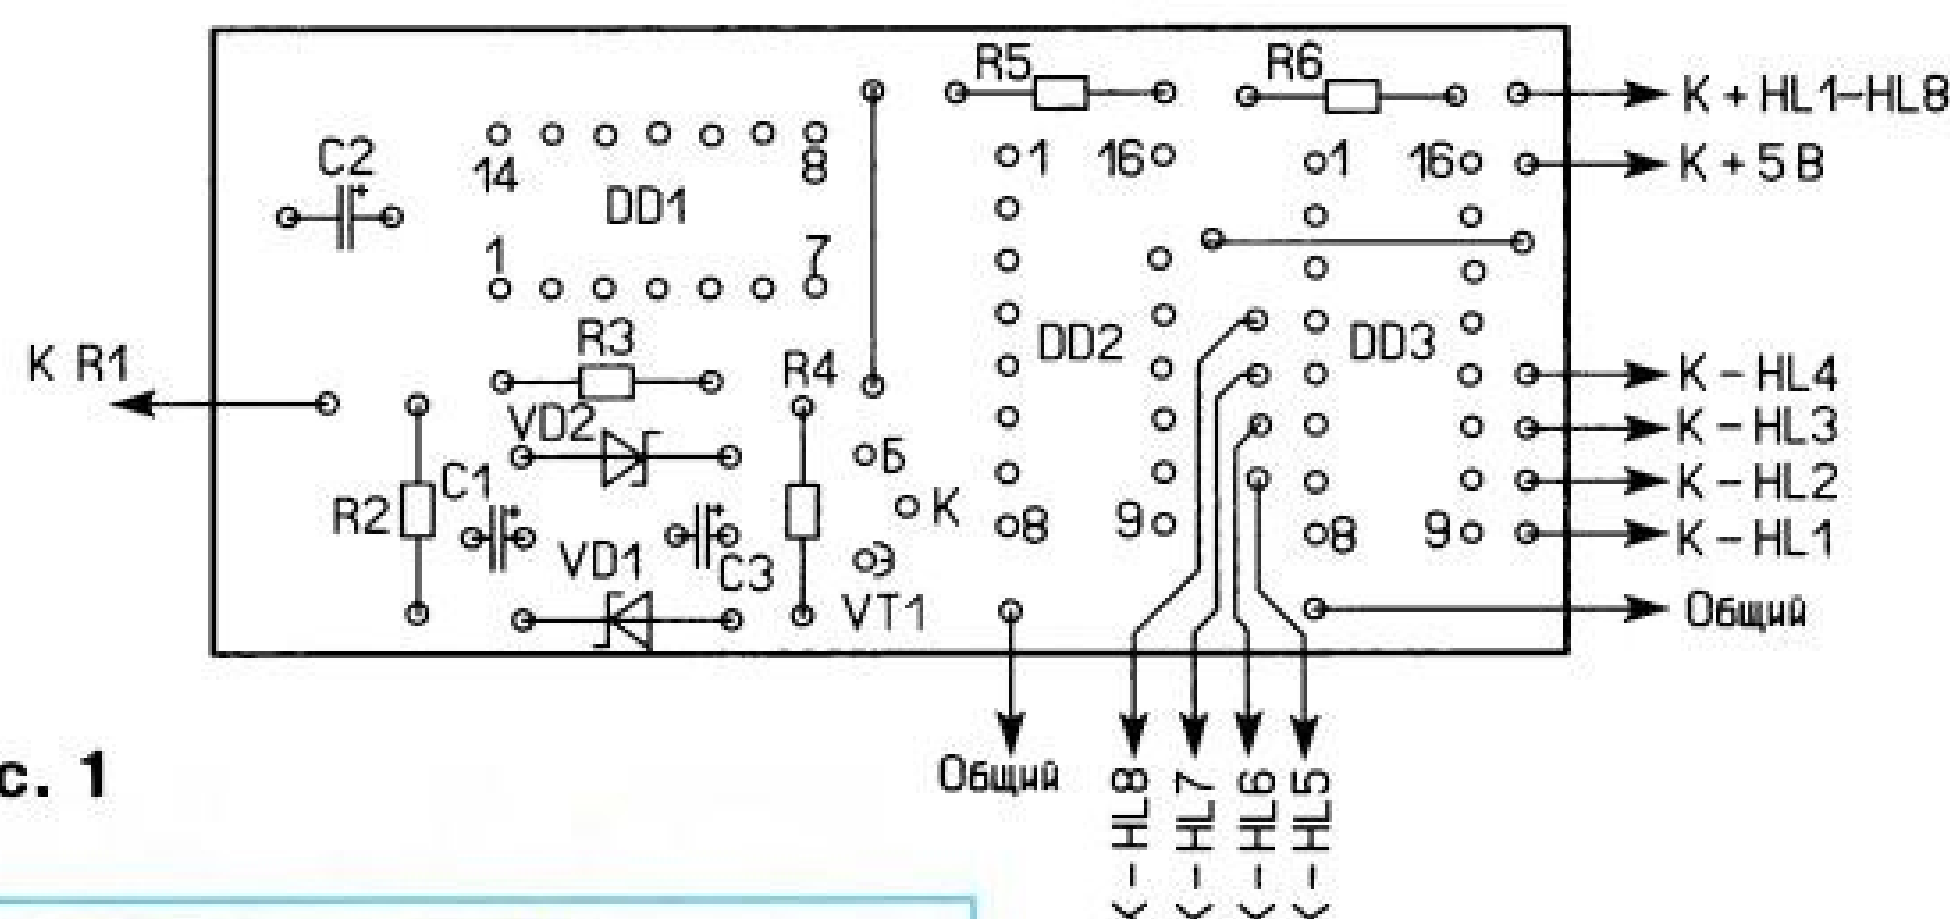 R5
R6
К + HL1–HL8
C2
14
8
DD1
1
16
1
16
К + 5 В
1
7
R3
DD2
DD3
К R1
R4
К – HL4
VD2
Б
К – HL3
R2
C1
К
К – HL2
VD1
C3
Э
8
9
8
9
К – HL1
VT1
Общий
Общий
– HL8
– HL7
– HL6
– HL5
с. 1